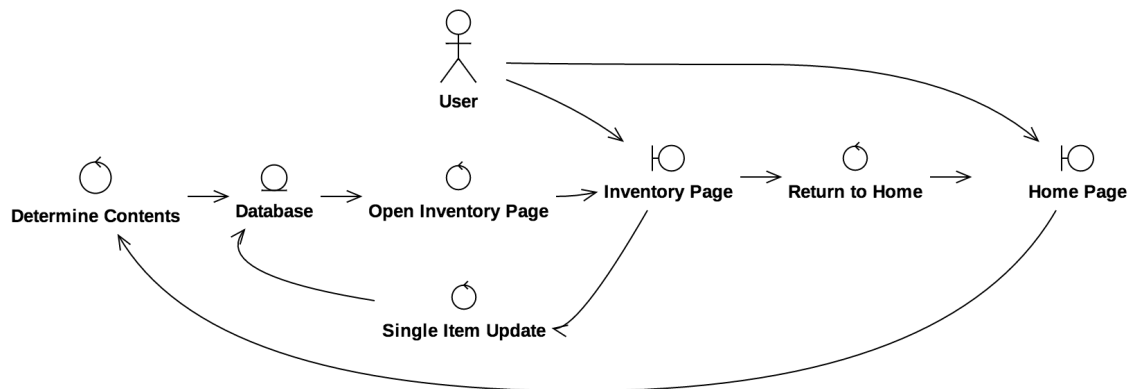 User
Inventory Page
Return to Home
Home Page
Determine Contents
Database
Open Inventory Page
Single Item Update